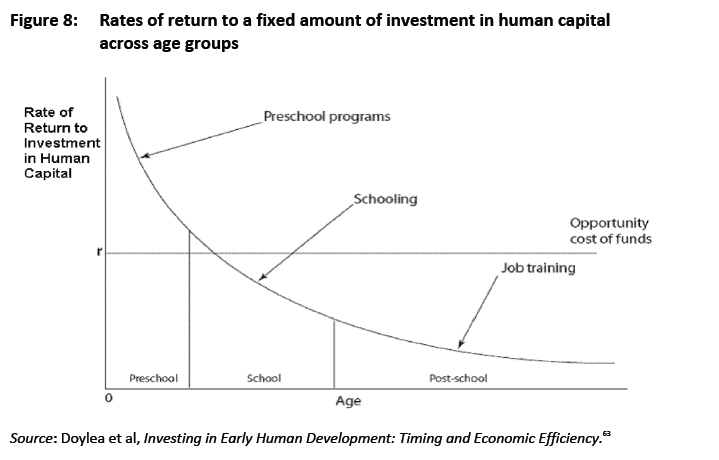 Figure 8: Rates of return to a fixed amount of investment in human capital
across age groups
Rate of
Return to
Investment
in Human
Capital
Preschool programs
Schooling
Opportunity
cost of funds
r
Job training
Preschool
School
Post-school
0
Age
Source: Doylea et al, Investing in Early Human Development: Timing and Economic Efficiency.⁶³